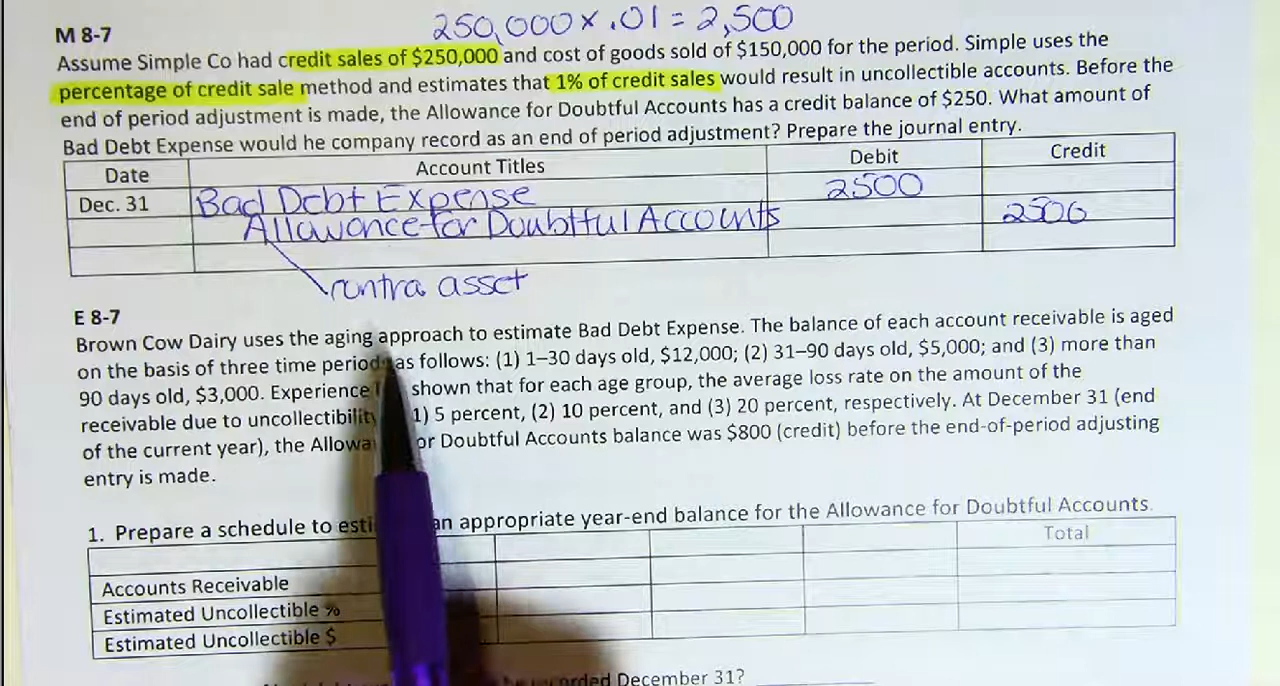 250,000 x .01 = 2,500
M 8-7
Assume Simple Co had credit sales of $250,000 and cost of goods sold of $150,000 for the period. Simple uses the
percentage of credit sale method and estimates that 1% of credit sales would result in uncollectible accounts. Before the
end of period adjustment is made, the Allowance for Doubtful Accounts has a credit balance of $250. What amount of
Bad Debt Expense would he company record as an end of period adjustment? Prepare the journal entry.
Date Account Titles Debit Credit
Dec. 31 Bad Debt Expense 2500
Allowance for Doubtful Accounts 2500
contra asset
E 8-7
Brown Cow Dairy uses the aging approach to estimate Bad Debt Expense. The balance of each account receivable is aged
on the basis of three time periods as follows: (1) 1–30 days old, $12,000; (2) 31–90 days old, $5,000; and (3) more than
90 days old, $3,000. Experience shown that for each age group, the average loss rate on the amount of the
receivable due to uncollectibility 1) 5 percent, (2) 10 percent, and (3) 20 percent, respectively. At December 31 (end
of the current year), the Doubtful Accounts balance was $800 (credit) before the end-of-period adjusting
entry is made.
1. Prepare a schedule to an appropriate year-end balance for the Allowance for Doubtful Accounts.
Total
Accounts Receivable
Estimated Uncollectible %
Estimated Uncollectible $
December 31?